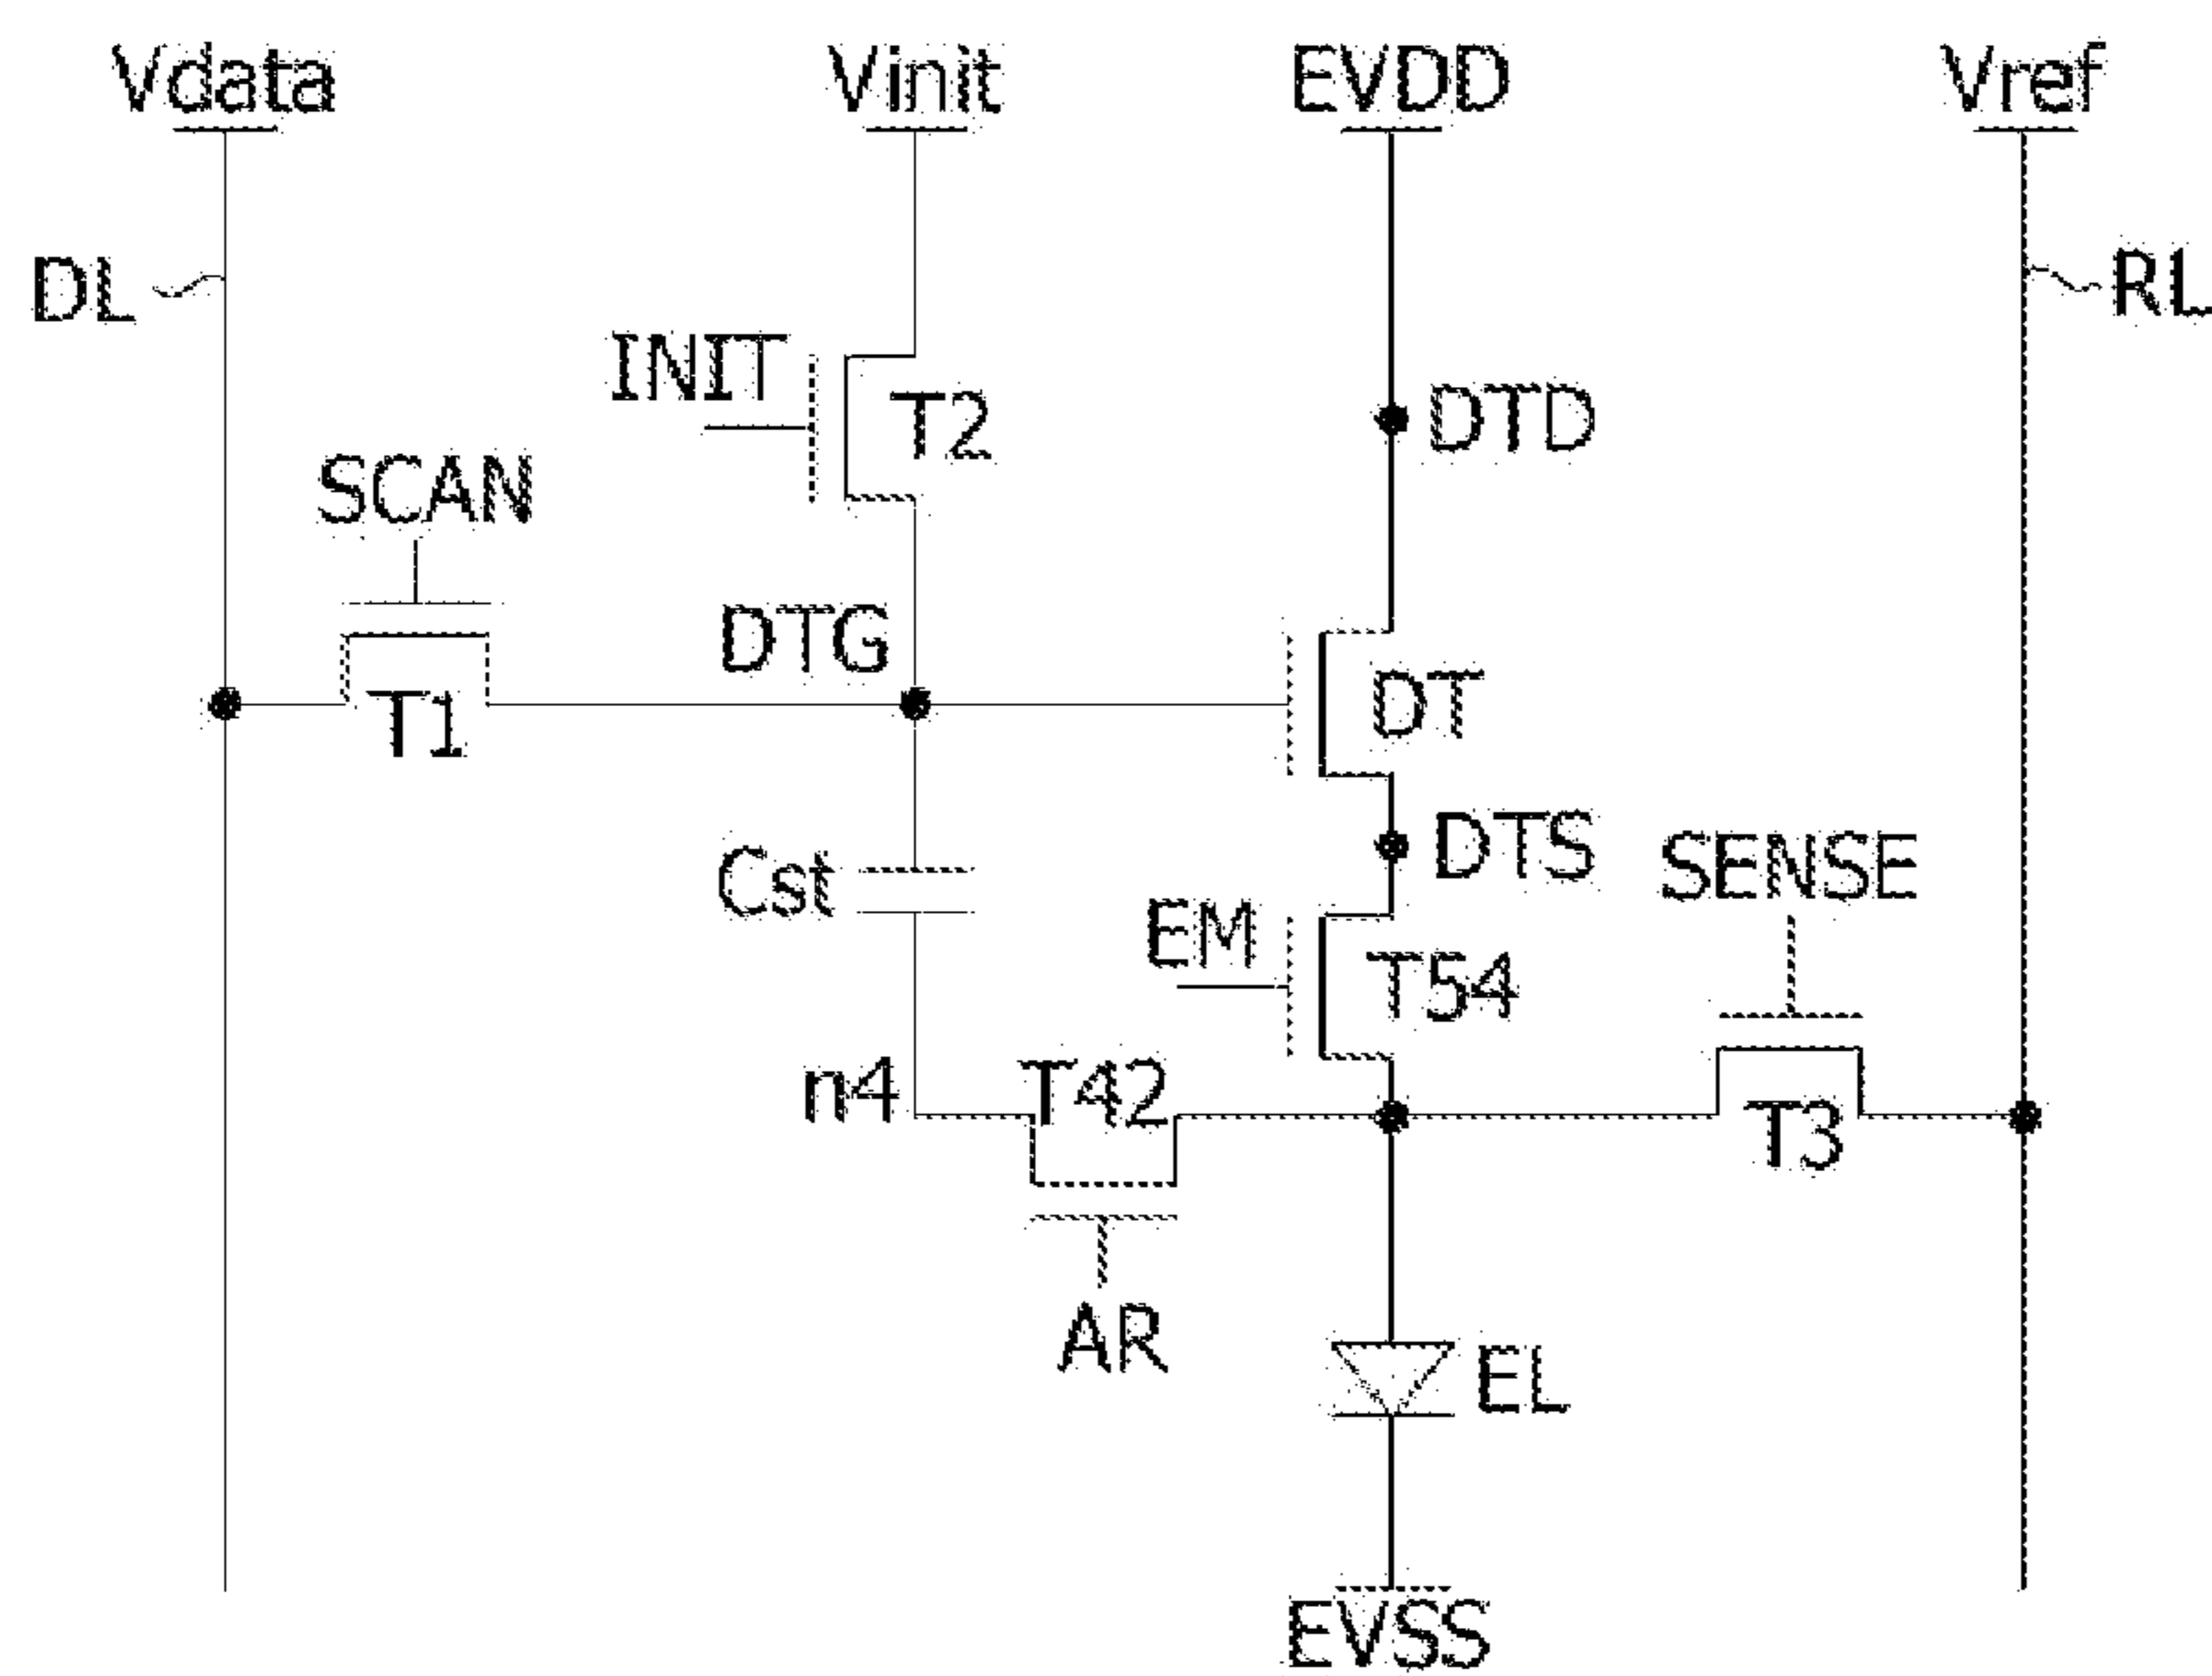 Vdata
Vinit
EVDD
Vref
DL
RL
INIT
T2
DTD
SCAN
DTG
T1
DT
Cst
DTS
SENSE
EM
T54
n4
T42
T3
AR
EL
EVSS